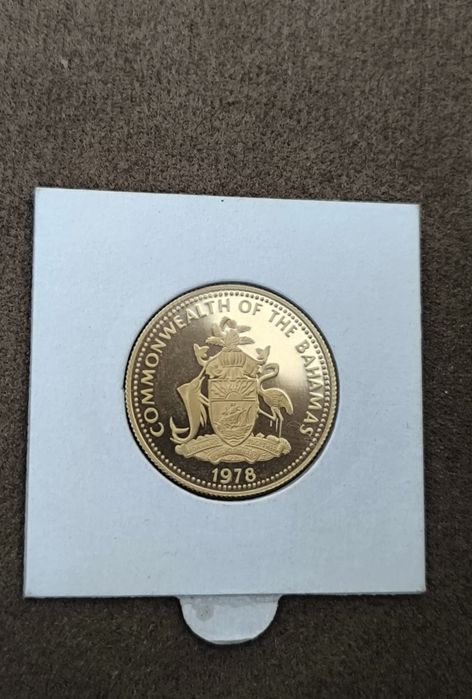 COMMONWEALTH OF THE BAHAMAS
1978